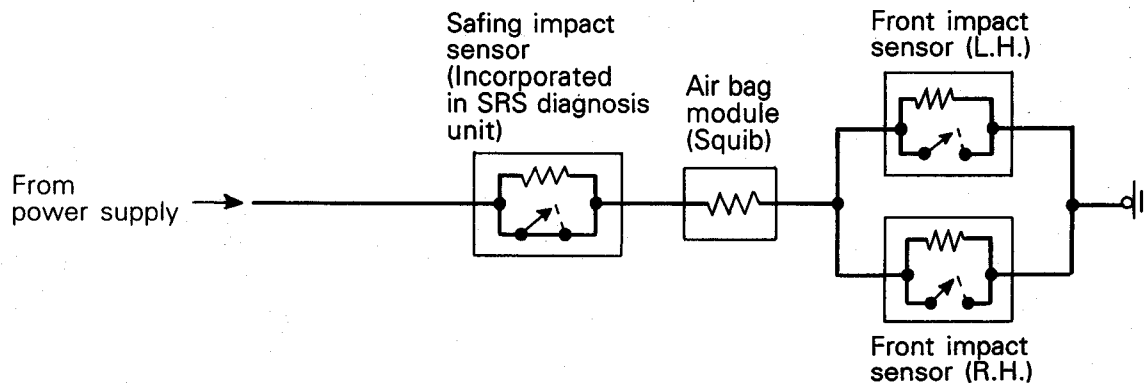 Safing impact
sensor
(Incorporated
in SRS diagnosis
unit)
Air bag
module
(Squib)
Front impact
sensor (L.H.)
From
power supply
Front impact
sensor (R.H.)